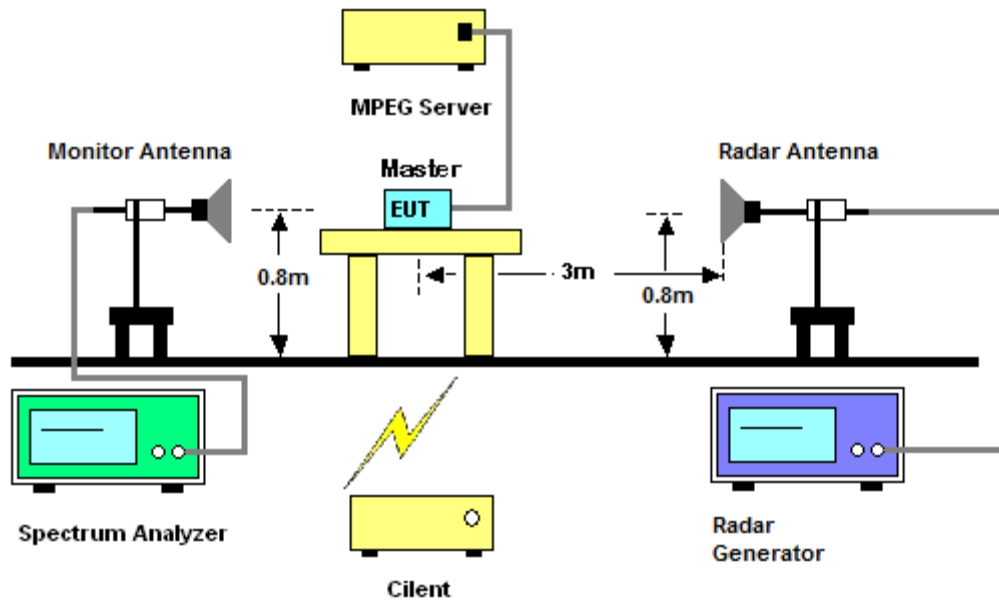 MPEG Server
Monitor Antenna
Master
Radar Antenna
EUT
0.8m
3m
0.8m
Spectrum Analyzer
Cilent
Radar
Generator